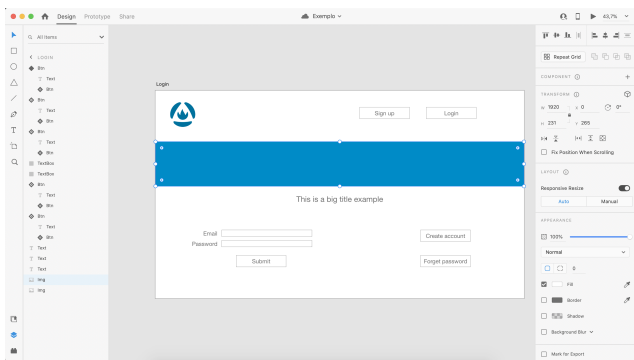 Design Prototype Share
Exemplo
43,7%
All Items
LOGIN
Btn
Text
Btn
Btn
Text
Btn
Btn
Text
Btn
TextBox
TextBox
Btn
Text
Btn
Btn
Text
Btn
Text
Text
Text
img
img
Login
Sign up
Login
This is a big title example
Email
Password
Submit
Create account
Forget password
Repeat Grid
COMPONENT
TRANSFORM
W 1920 X 0 0°
H 231 Y 265
Fix Position When Scrolling
LAYOUT
Responsive Resize
Auto Manual
APPEARANCE
100%
Normal
0
Fill
Border
Shadow
Background Blur
Mark for Export